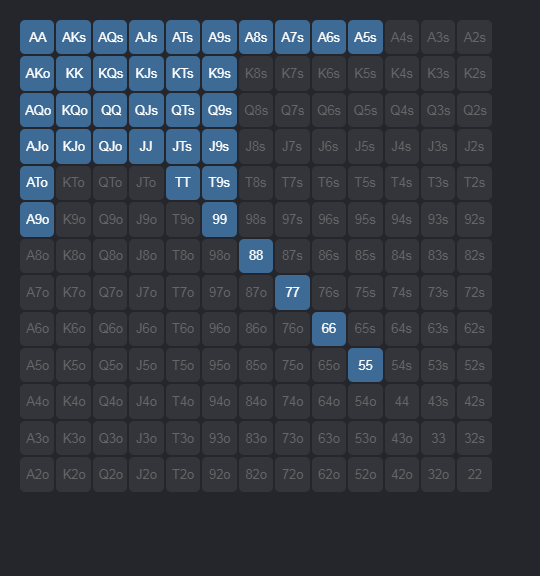 AA AKs AQs AJs ATs A9s A8s A7s A6s A5s A4s A3s A2s
AKo KK KQs KJs KTs K9s K8s K7s K6s K5s K4s K3s K2s
AQo KQo QQ QJs QTs Q9s Q8s Q7s Q6s Q5s Q4s Q3s Q2s
AJo KJo QJo JJ JTs J9s J8s J7s J6s J5s J4s J3s J2s
ATo KTo QTo JTo TT T9s T8s T7s T6s T5s T4s T3s T2s
A9o K9o Q9o J9o T9o 99 98s 97s 96s 95s 94s 93s 92s
A8o K8o Q8o J8o T8o 98o 88 87s 86s 85s 84s 83s 82s
A7o K7o Q7o J7o T7o 97o 87o 77 76s 75s 74s 73s 72s
A6o K6o Q6o J6o T6o 96o 86o 76o 66 65s 64s 63s 62s
A5o K5o Q5o J5o T5o 95o 85o 75o 65o 55 54s 53s 52s
A4o K4o Q4o J4o T4o 94o 84o 74o 64o 54o 44 43s 42s
A3o K3o Q3o J3o T3o 93o 83o 73o 63o 53o 43o 33 32s
A2o K2o Q2o J2o T2o 92o 82o 72o 62o 52o 42o 32o 22